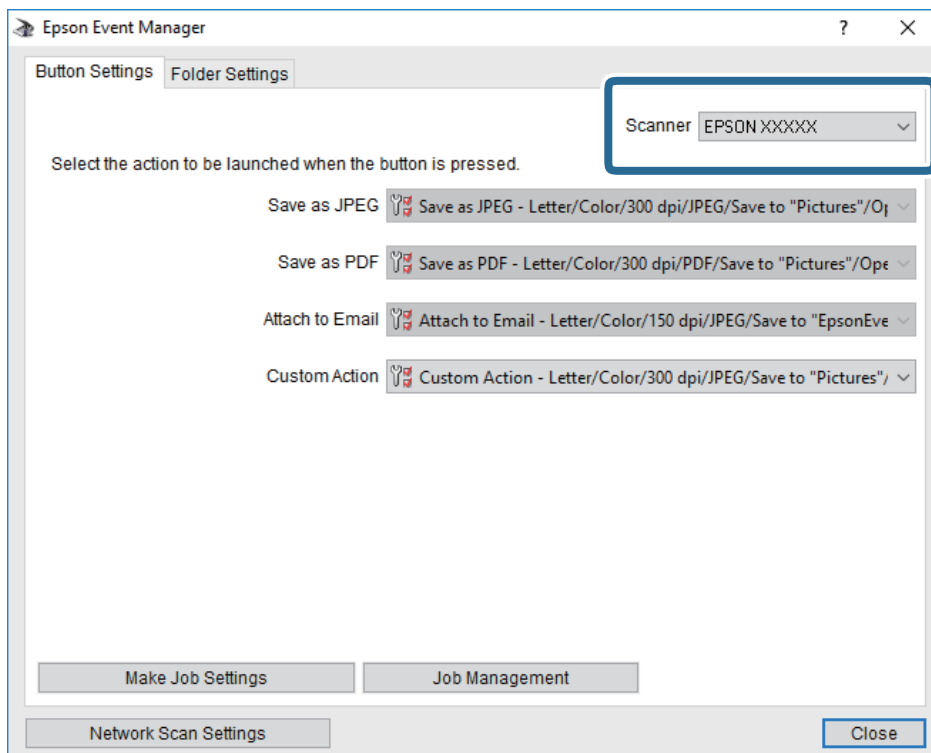 Epson Event Manager
Button Settings Folder Settings
Scanner EPSON XXXXX
Select the action to be launched when the button is pressed.
Save as JPEG Save as JPEG - Letter/Color/300 dpi/JPEG/Save to "Pictures"/Op
Save as PDF Save as PDF - Letter/Color/300 dpi/PDF/Save to "Pictures"/Ope
Attach to Email Attach to Email - Letter/Color/150 dpi/JPEG/Save to "EpsonEve
Custom Action Custom Action - Letter/Color/300 dpi/JPEG/Save to "Pictures"/
Make Job Settings Job Management
Network Scan Settings Close